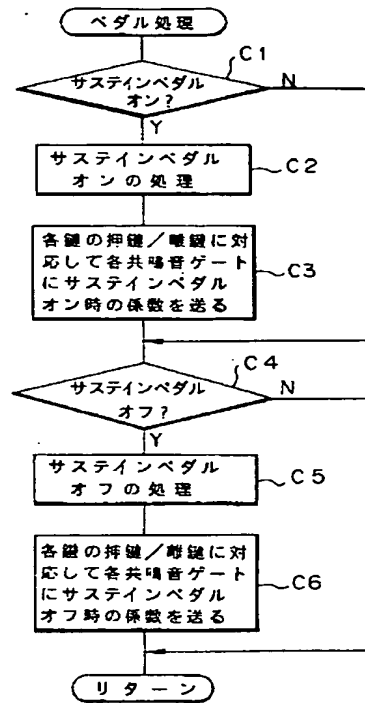 ペダル処理
C1
サステインペダル
オン?
N
Y
サステインペダル
オンの処理
C2
各鍵の押鍵/離鍵に対
応して各共鳴音ゲート
にサステインペダル
オン時の係数を送る
C3
C4
サステインペダル
オフ?
N
Y
サステインペダル
オフの処理
C5
各鍵の押鍵/離鍵に対
応して各共鳴音ゲート
にサステインペダル
オフ時の係数を送る
C6
リターン